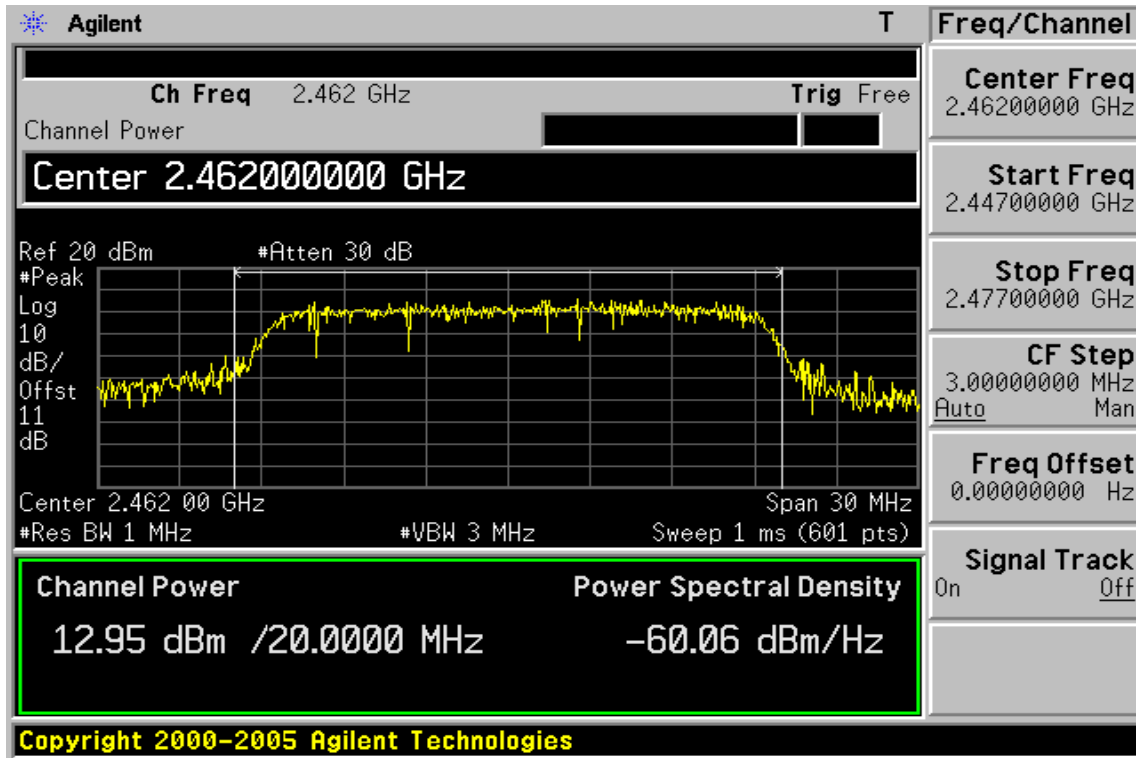 Agilent T Freq/Channel
Ch Freq 2.462 GHz Trig Free
Channel Power
Center 2.462000000 GHz
Ref 20 dBm #Atten 30 dB
#Peak
Log
10
dB/
Offst
11
dB
Center 2.462 00 GHz Span 30 MHz
#Res BW 1 MHz #VBW 3 MHz Sweep 1 ms (601 pts)
Channel Power Power Spectral Density
12.95 dBm /20.0000 MHz -60.06 dBm/Hz
Center Freq
2.46200000 GHz
Start Freq
2.44700000 GHz
Stop Freq
2.47700000 GHz
CF Step
3.00000000 MHz
Auto Man
Freq Offset
0.00000000 Hz
Signal Track
On Off
Copyright 2000-2005 Agilent Technologies